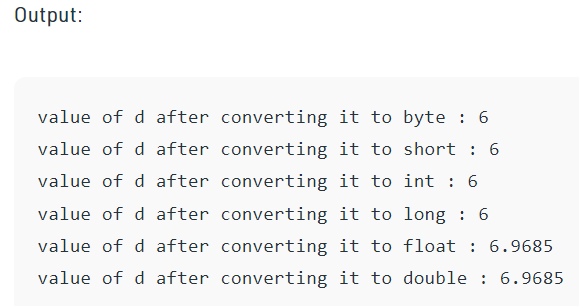 Output:
value of d after converting it to byte : 6
value of d after converting it to short : 6
value of d after converting it to int : 6
value of d after converting it to long : 6
value of d after converting it to float : 6.9685
value of d after converting it to double : 6.9685